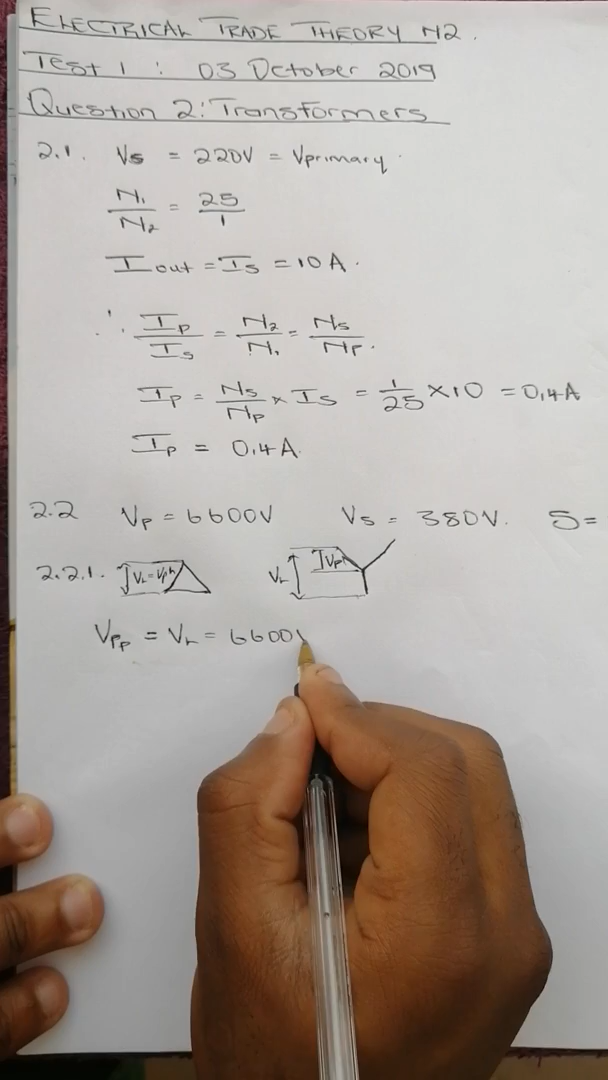 ELECTRICAL TRADE THEORY N2.
Test 1 : 03 October 2019
Question 2: Transformers
2.1. Vs = 220V = Vprimary.
N1/N2 = 25/1
Iout = Is = 10A.
∴ Ip/Is = N2/N1 = Ns/Np.
Ip = Ns/Np × Is = 1/25 × 10 = 0,4A
Ip = 0,4A.
2.2 Vp = 6600V Vs = 380V. S=
2.2.1. VL = Vph VL Vph
VPp = VL = 6600V